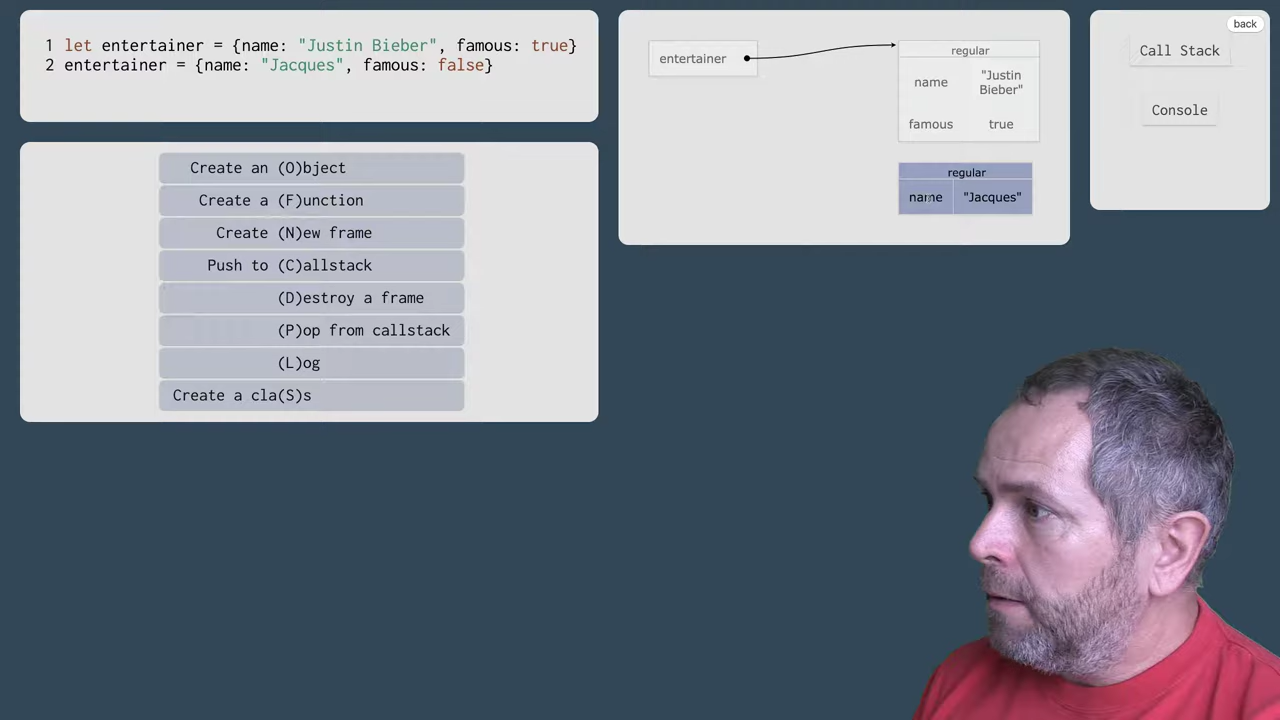 1 let entertainer = {name: "Justin Bieber", famous: true}
2 entertainer = {name: "Jacques", famous: false}
Create an (O)bject
Create a (F)unction
Create (N)ew frame
Push to (C)allstack
(D)estroy a frame
(P)op from callstack
(L)og
Create a cla(S)s
entertainer
regular
name "Justin
Bieber"
famous true
regular
name "Jacques"
back
Call Stack
Console